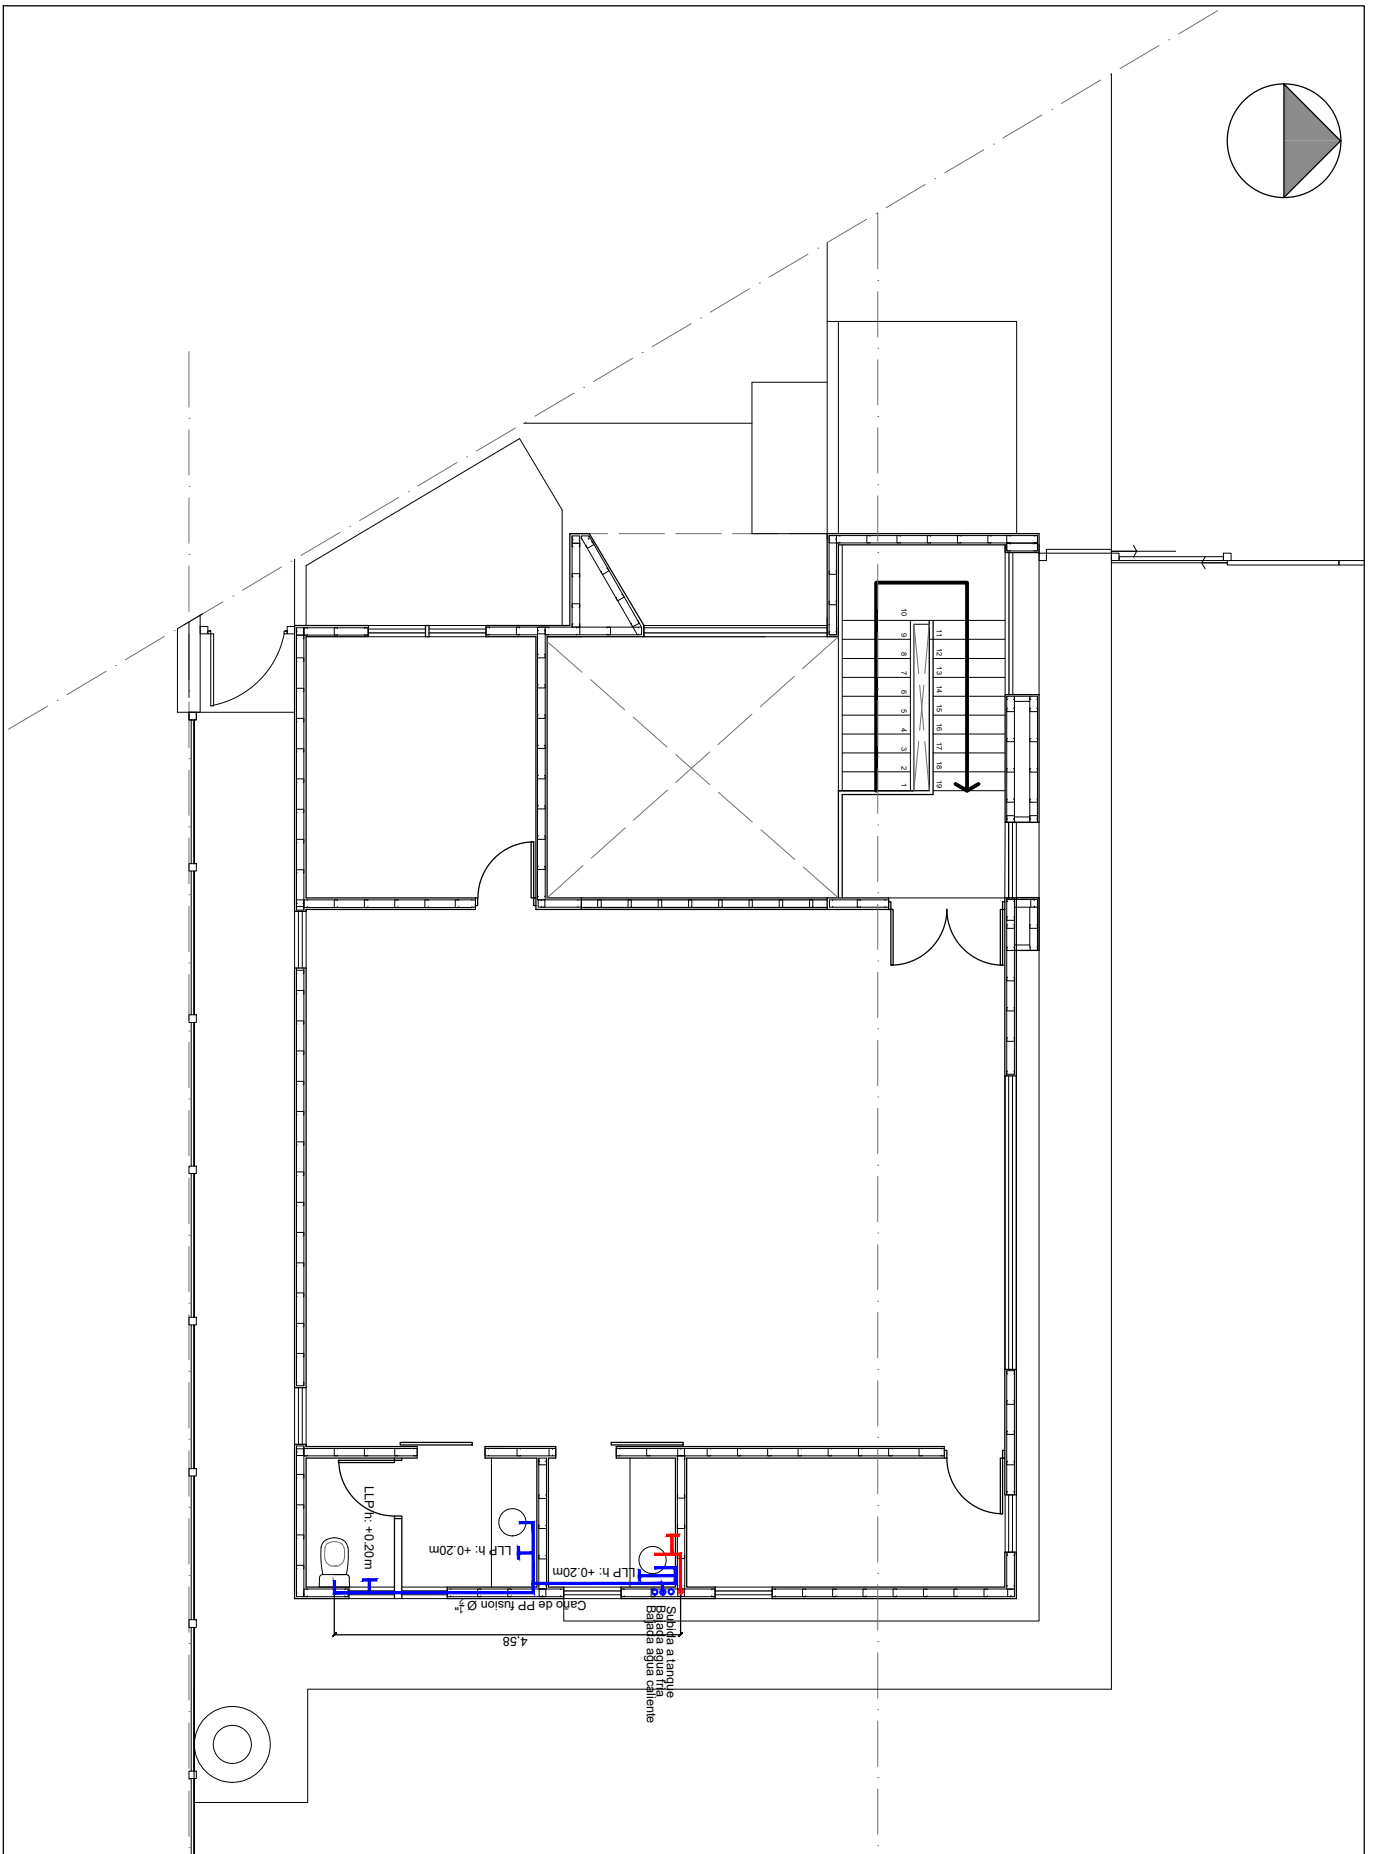 10
9
8
7
6
5
4
3
2
1
11
12
13
14
15
16
17
18
19
LLP h: +0.20m
LLP h: +0.20m
LLP h: +0.20m
Caño de PP fusion Ø ½"
4,58
Subida a tanque
Bajada agua fría
Bajada agua caliente